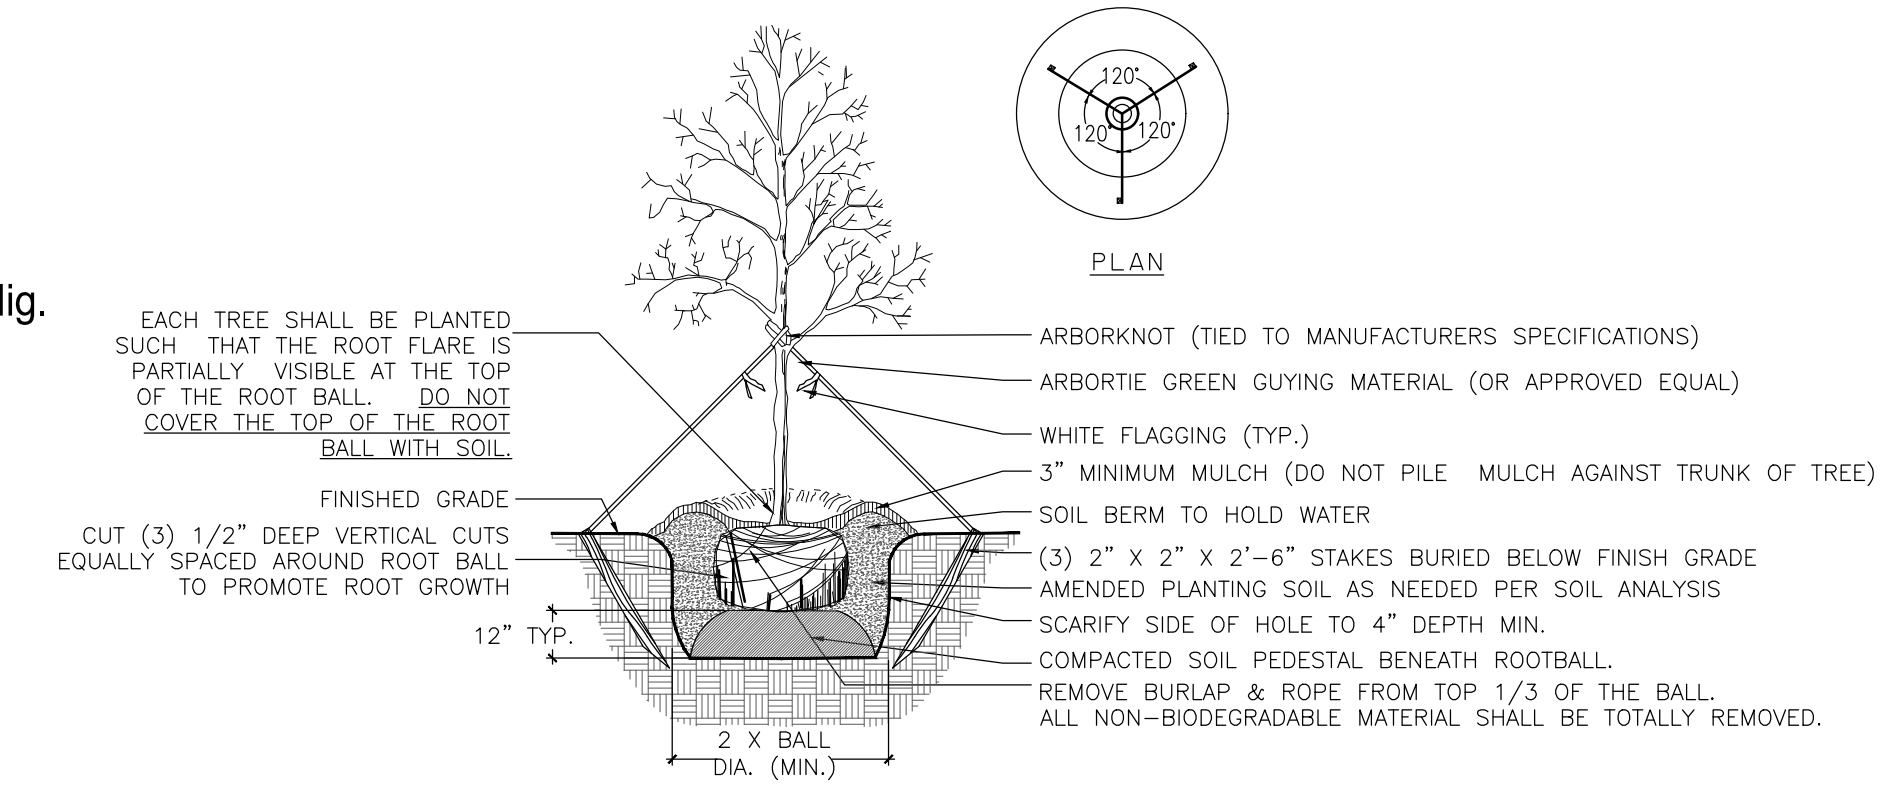 120°
120°
120°
PLAN
lig.
EACH TREE SHALL BE PLANTED
SUCH THAT THE ROOT FLARE IS
PARTIALLY VISIBLE AT THE TOP
OF THE ROOT BALL. DO NOT
COVER THE TOP OF THE ROOT
BALL WITH SOIL.
FINISHED GRADE
CUT (3) 1/2" DEEP VERTICAL CUTS
EQUALLY SPACED AROUND ROOT BALL
TO PROMOTE ROOT GROWTH
12" TYP.
2 X BALL
DIA. (MIN.)
ARBORKNOT (TIED TO MANUFACTURERS SPECIFICATIONS)
ARBORTIE GREEN GUYING MATERIAL (OR APPROVED EQUAL)
WHITE FLAGGING (TYP.)
3" MINIMUM MULCH (DO NOT PILE MULCH AGAINST TRUNK OF TREE)
SOIL BERM TO HOLD WATER
(3) 2" X 2" X 2'-6" STAKES BURIED BELOW FINISH GRADE
AMENDED PLANTING SOIL AS NEEDED PER SOIL ANALYSIS
SCARIFY SIDE OF HOLE TO 4" DEPTH MIN.
COMPACTED SOIL PEDESTAL BENEATH ROOTBALL.
REMOVE BURLAP & ROPE FROM TOP 1/3 OF THE BALL.
ALL NON-BIODEGRADABLE MATERIAL SHALL BE TOTALLY REMOVED.